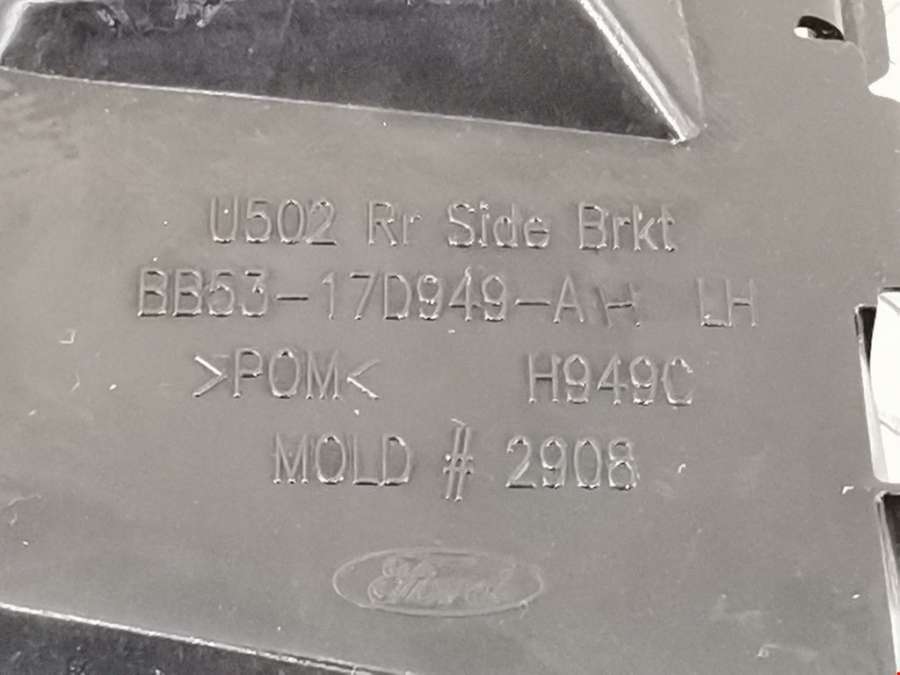 U502 Rr Side Brkt
BB53-17D949-AH LH
>POM< H949C
MOLD # 2908
Ford